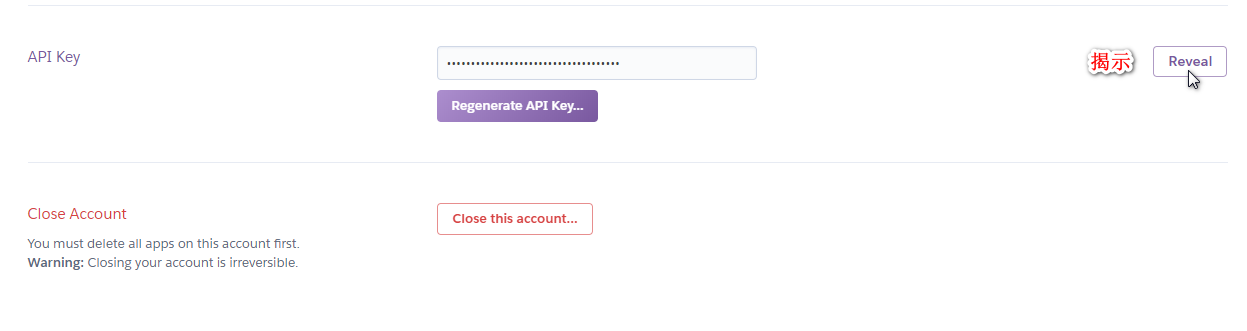 API Key
••••••••••••••••••••••••••••••••••••
揭示
Reveal
Regenerate API Key...
Close Account
Close this account...
You must delete all apps on this account first.
Warning: Closing your account is irreversible.